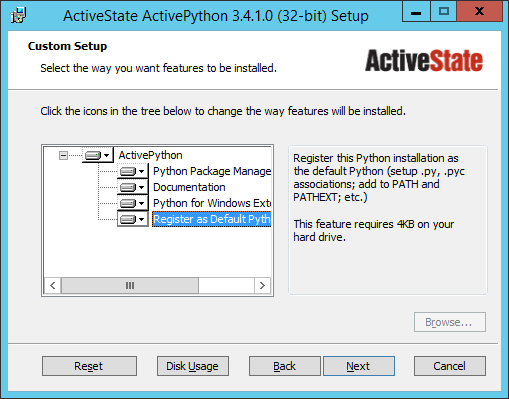 ActiveState ActivePython 3.4.1.0 (32-bit) Setup
Custom Setup
Select the way you want features to be installed.
ActiveState
Click the icons in the tree below to change the way features will be installed.
ActivePython
Python Package Manage
Documentation
Python for Windows Ext
Register as Default Pyth
Register this Python installation as
the default Python (setup .py, .pyc
associations; add to PATH and
PATHEXT; etc.)
This feature requires 4KB on your
hard drive.
Browse...
Reset
Disk Usage
Back
Next
Cancel